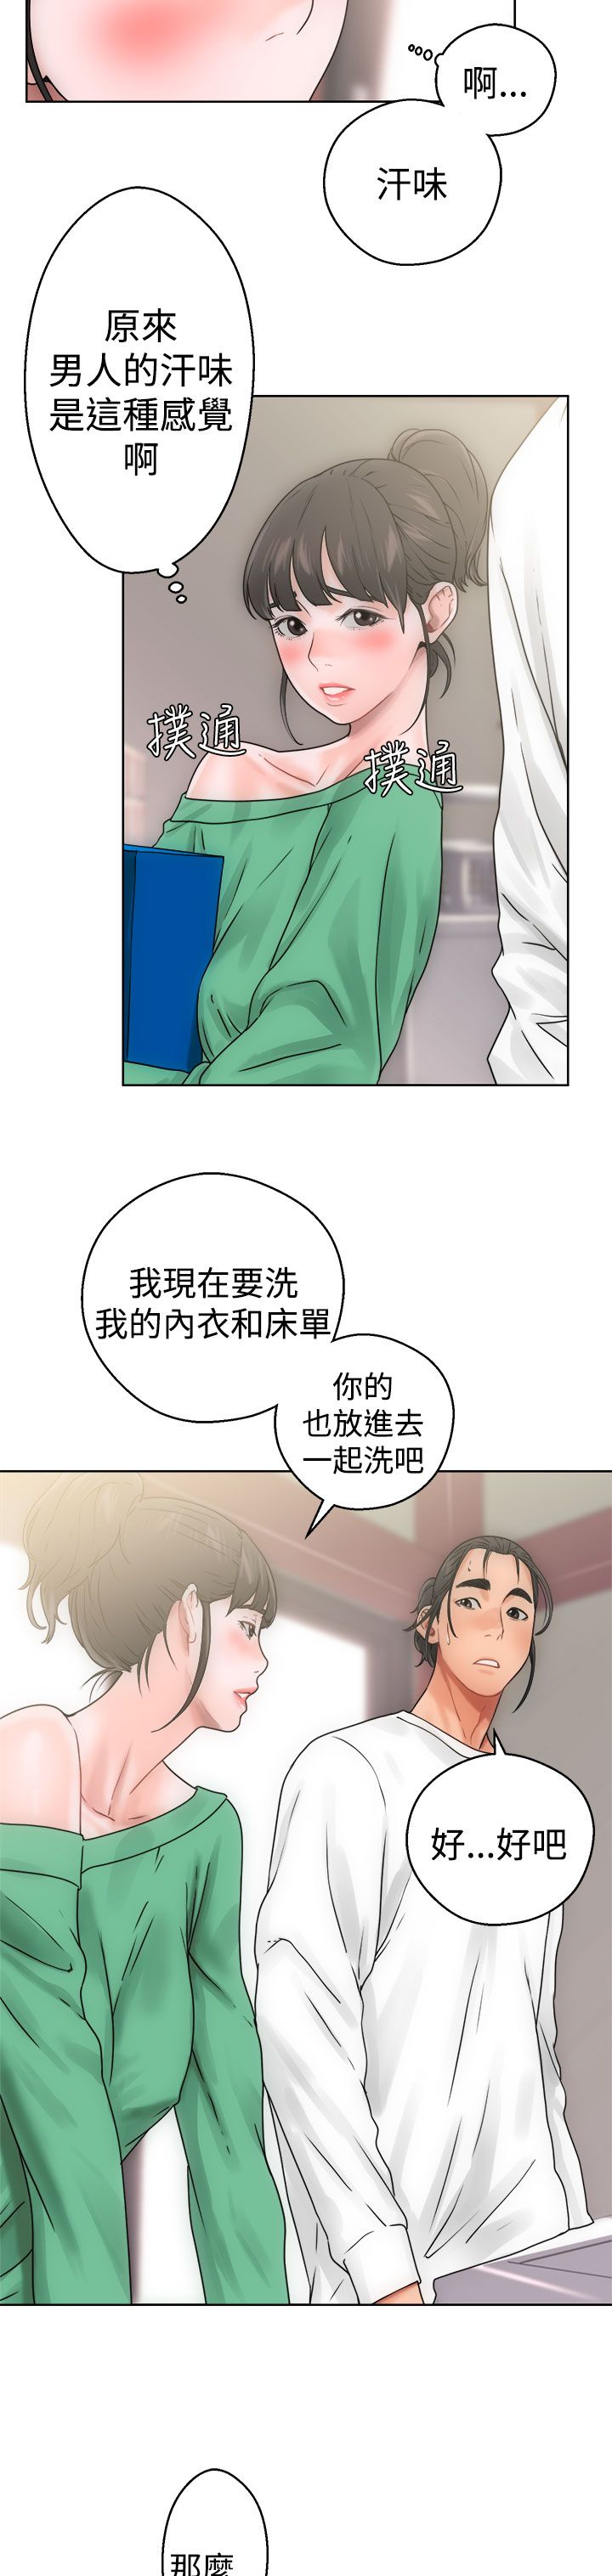 啊...
汗味
原來
男人的汗味
是這種感覺
啊
撲通
撲通
我現在要洗
我的內衣和床單
你的
也放進去
一起洗吧
好...好吧
那麼